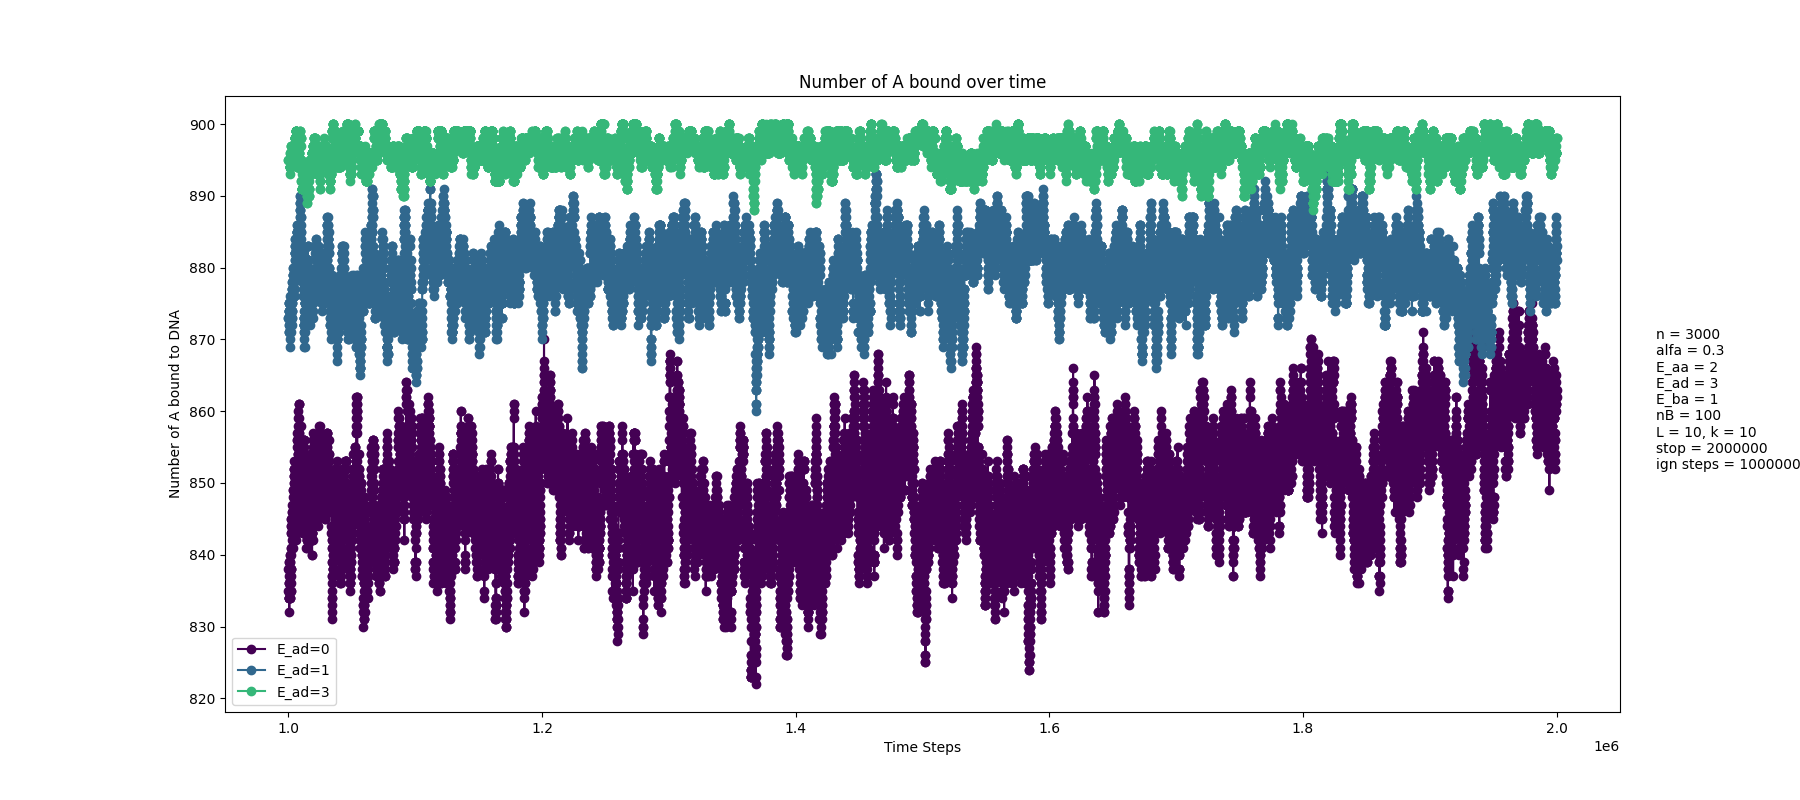 Number of A bound over time
Number of A bound to DNA
900
890
880
870
860
850
840
830
820
E_ad=0
E_ad=1
E_ad=3
1.0
1.2
1.4
1.6
1.8
2.0
1e6
Time Steps
n = 3000
alfa = 0.3
E_aa = 2
E_ad = 3
E_ba = 1
nB = 100
L = 10, k = 10
stop = 2000000
ign steps = 1000000